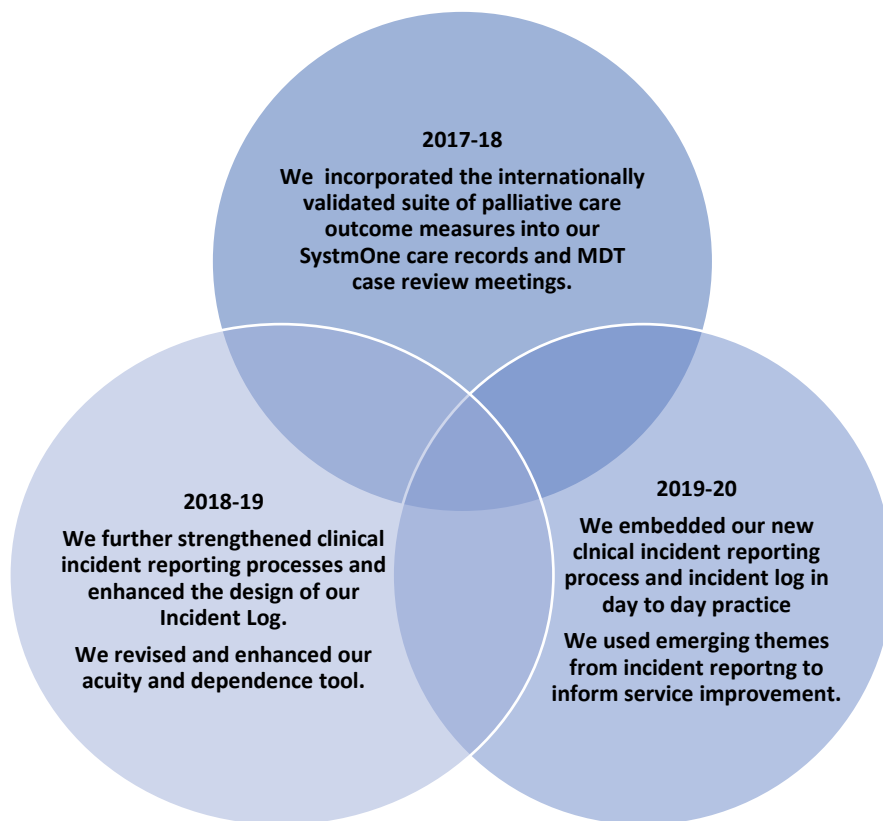 2017-18
We incorporated the internationally
validated suite of palliative care
outcome measures into our
SystmOne care records and MDT
case review meetings.
2018-19
We further strengthened clinical
incident reporting processes and
enhanced the design of our
Incident Log.
We revised and enhanced our
acuity and dependence tool.
2019-20
We embedded our new
clnical incident reporting
process and incident log in
day to day practice
We used emerging themes
from incident reportng to
inform service improvement.